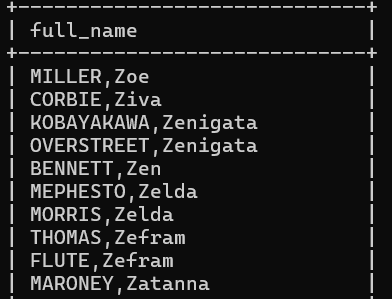 full_name
MILLER,Zoe
CORBIE,Ziva
KOBAYAKAWA,Zenigata
OVERSTREET,Zenigata
BENNETT,Zen
MEPHESTO,Zelda
MORRIS,Zelda
THOMAS,Zefram
FLUTE,Zefram
MARONEY,Zatanna